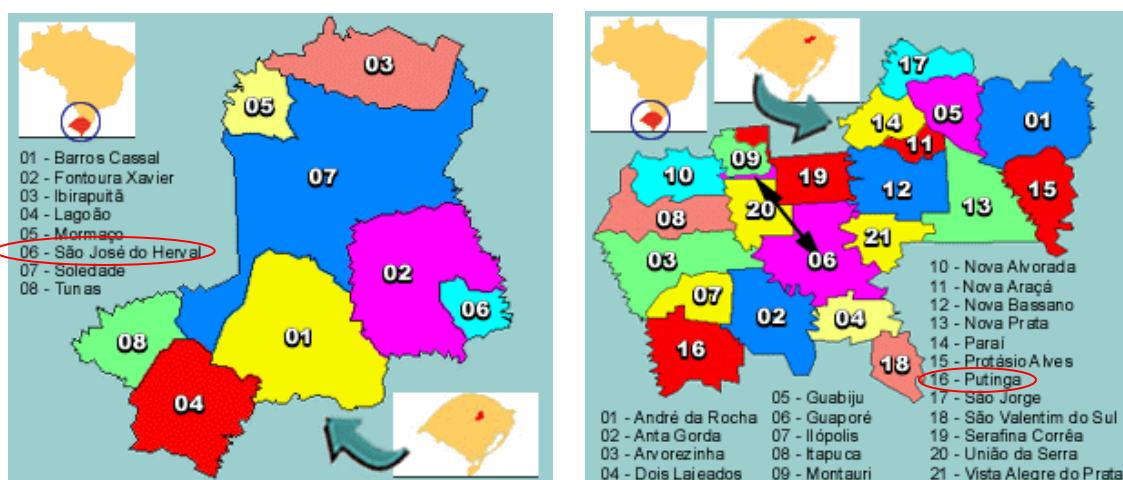 03
05
07
02
06
01
08
04
01 - Barros Cassal
02 - Fontoura Xavier
03 - Ibirapuitã
04 - Lagoão
05 - Mormaço
06 - São José do Herval
07 - Soledade
08 - Tunas
17
05
01
14
11
09
10
19
12
15
20
13
08
21
03
06
07
02
04
16
18
01 - André da Rocha
02 - Anta Gorda
03 - Arvorezinha
04 - Dois Lajeados
05 - Guabiju
06 - Guaporé
07 - Ilópolis
08 - Itapuca
09 - Montauri
10 - Nova Alvorada
11 - Nova Araçá
12 - Nova Bassano
13 - Nova Prata
14 - Paraí
15 - Protásio Alves
16 - Putinga
17 - São Jorge
18 - São Valentim do Sul
19 - Serafina Corrêa
20 - União da Serra
21 - Vista Alegre do Prata